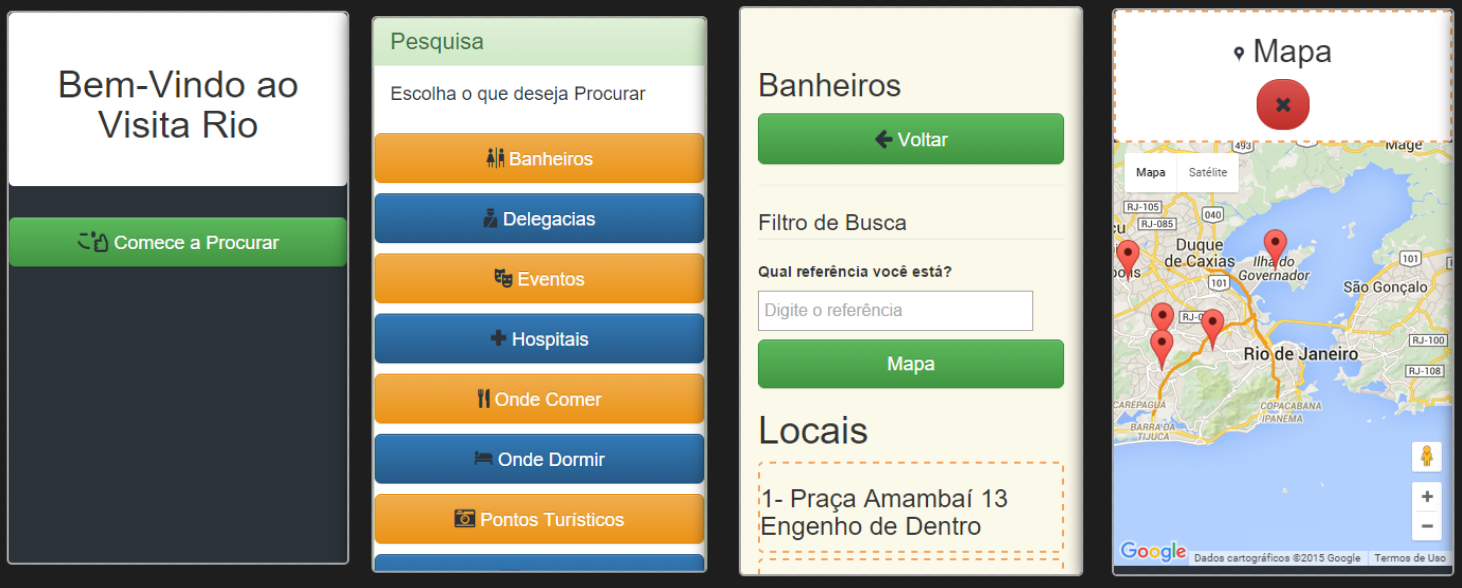 Bem-Vindo ao
Visita Rio
Comece a Procurar
Pesquisa
Escolha o que deseja Procurar
Banheiros
Delegacias
Eventos
Hospitais
Onde Comer
Onde Dormir
Pontos Turísticos
Banheiros
Voltar
Filtro de Busca
Qual referência você está?
Digite o referência
Mapa
Locais
1- Praça Amambaí 13
Engenho de Dentro
Mapa
493
Mapa
Satélite
RJ-105
040
RJ-085
Duque
de Caxias
Ilha do
Governador
101
101
São Gonçalo
Rio de Janeiro
RJ-100
RJ-108
COPACABANA
IPANEMA
BARRA DA
TIJUCA
Google
Dados cartográficos ©2015 Google
Termos de Uso